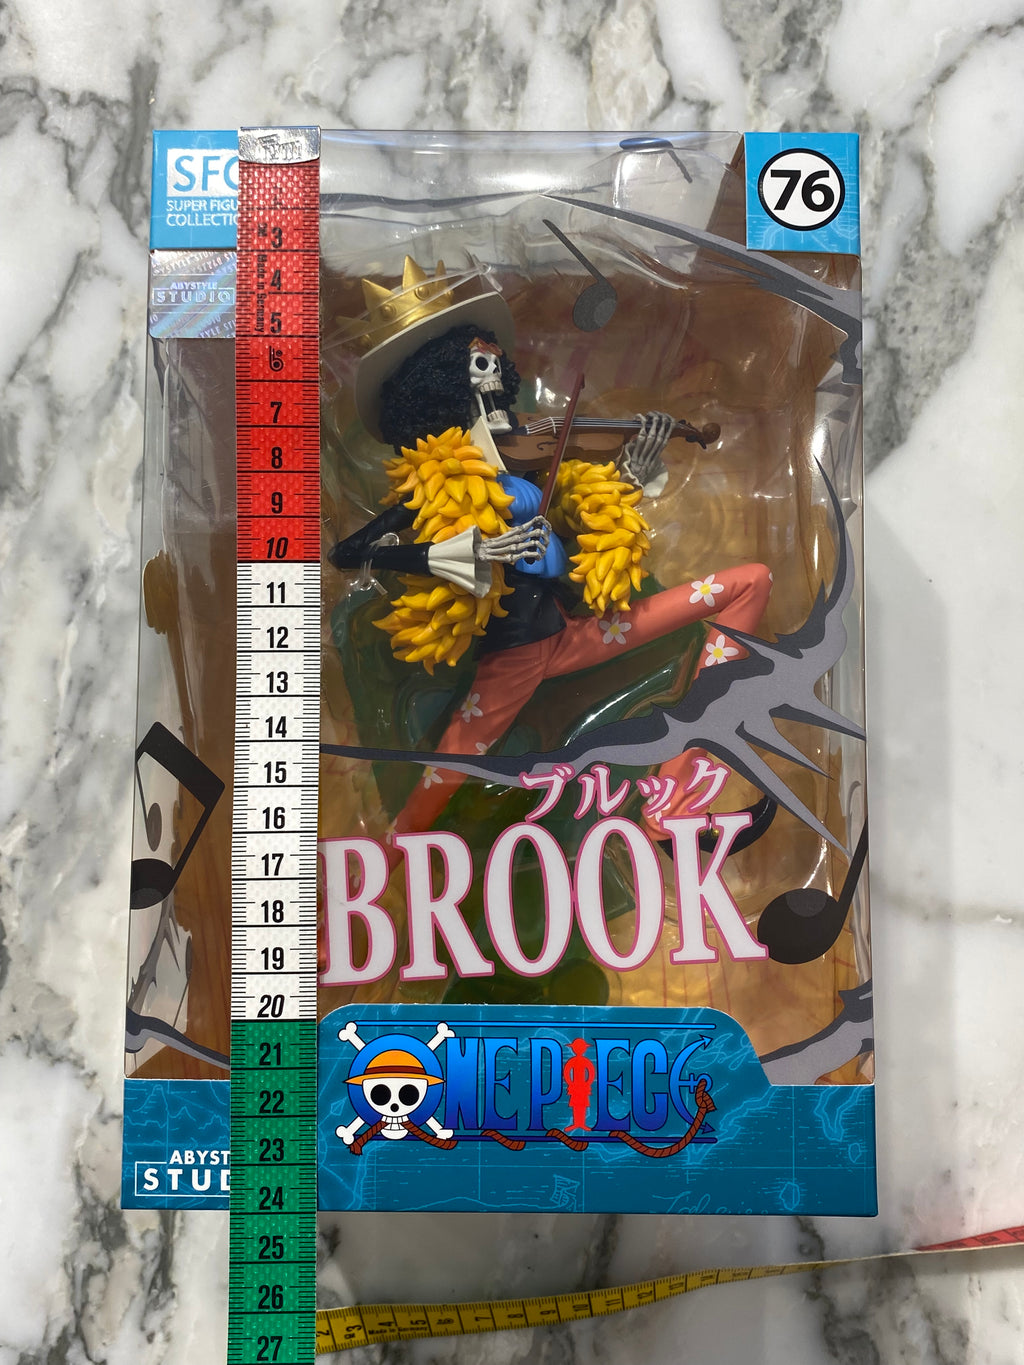 SFC
SUPER FIGU
COLLECTIO
76
ABYSTYLE
STUDIO
3
Made in Germany
4
5
6
7
8
9
10
11
12
13
14
15
16
17
18
19
20
21
22
23
24
25
26
27
ブルック
BROOK
ONE PIECE
ABYST
STUD